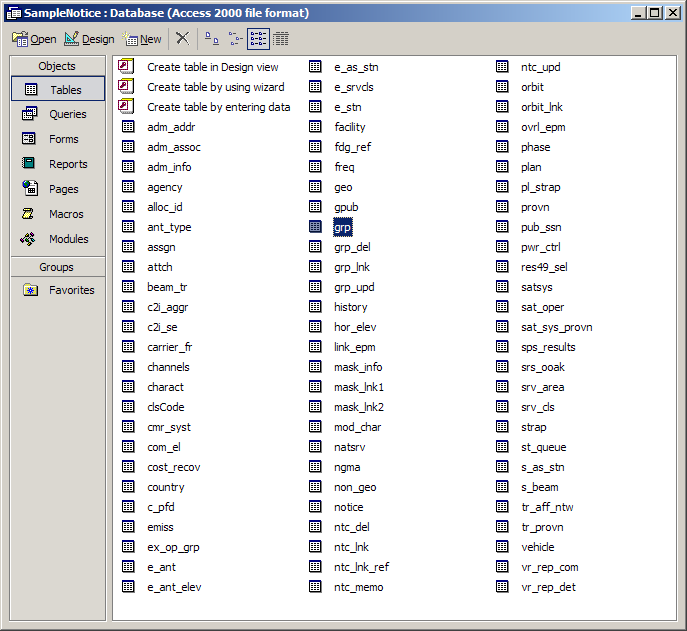 SampleNotice : Database (Access 2000 file format)
Open Design New
Objects
Tables
Queries
Forms
Reports
Pages
Macros
Modules
Groups
Favorites
Create table in Design view
Create table by using wizard
Create table by entering data
adm_addr
adm_assoc
adm_info
agency
alloc_id
ant_type
assgn
attch
beam_tr
c2i_aggr
c2i_se
carrier_fr
channels
charact
clsCode
cmr_syst
com_el
cost_recov
country
c_pfd
emiss
ex_op_grp
e_ant
e_ant_elev
e_as_stn
e_srvcls
e_stn
facility
fdg_ref
freq
geo
gpub
grp
grp_del
grp_lnk
grp_upd
history
hor_elev
link_epm
mask_info
mask_lnk1
mask_lnk2
mod_char
natsrv
ngma
non_geo
notice
ntc_del
ntc_lnk
ntc_lnk_ref
ntc_memo
ntc_upd
orbit
orbit_lnk
ovrl_epm
phase
plan
pl_strap
provn
pub_ssn
pwr_ctrl
res49_sel
satsys
sat_oper
sat_sys_provn
sps_results
srs_ooak
srv_area
srv_cls
strap
st_queue
s_as_stn
s_beam
tr_aff_ntw
tr_provn
vehicle
vr_rep_com
vr_rep_det